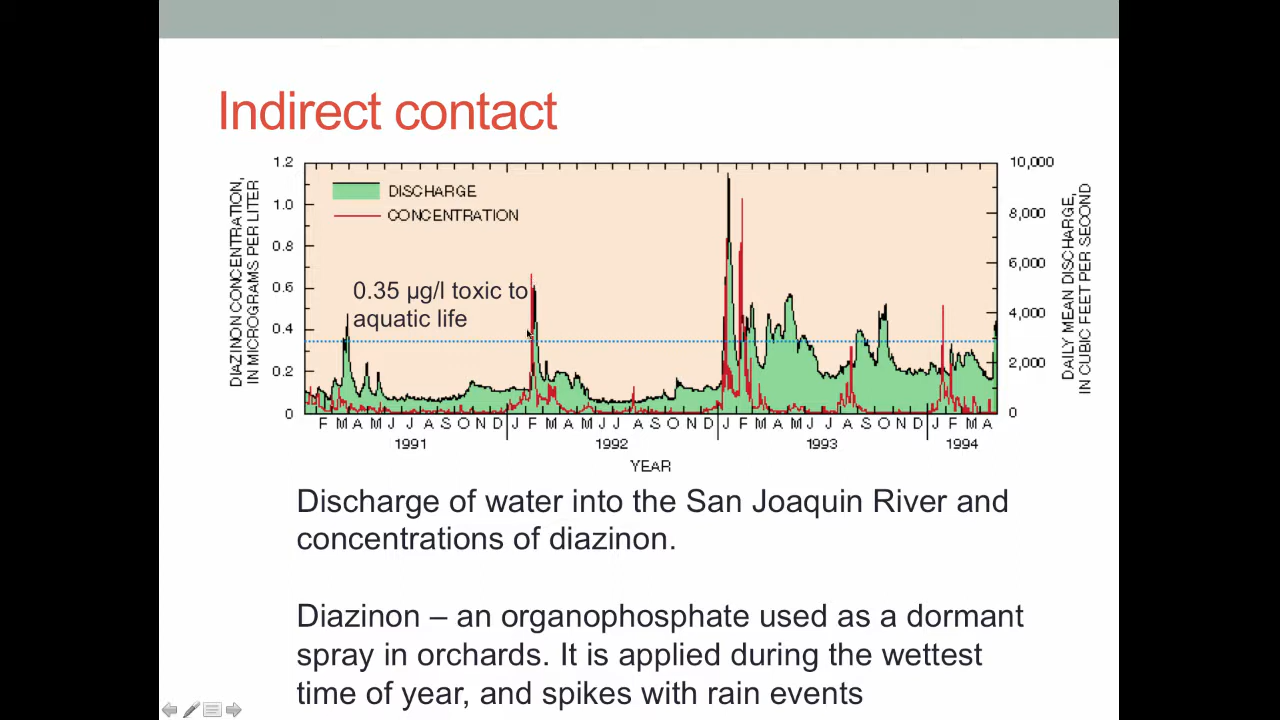 Indirect contact
DIAZINON CONCENTRATION,
IN MICROGRAMS PER LITER
1.2
1.0
0.8
0.6
0.4
0.2
0
DISCHARGE
CONCENTRATION
0.35 µg/l toxic to
aquatic life
10,000
8,000
6,000
4,000
2,000
0
DAILY MEAN DISCHARGE,
IN CUBIC FEET PER SECOND
F M A M J J A S O N D J F M A M J J A S O N D J F M A M J J A S O N D J F M A
1991 1992 1993 1994
YEAR
Discharge of water into the San Joaquin River and
concentrations of diazinon.
Diazinon – an organophosphate used as a dormant
spray in orchards. It is applied during the wettest
time of year, and spikes with rain events